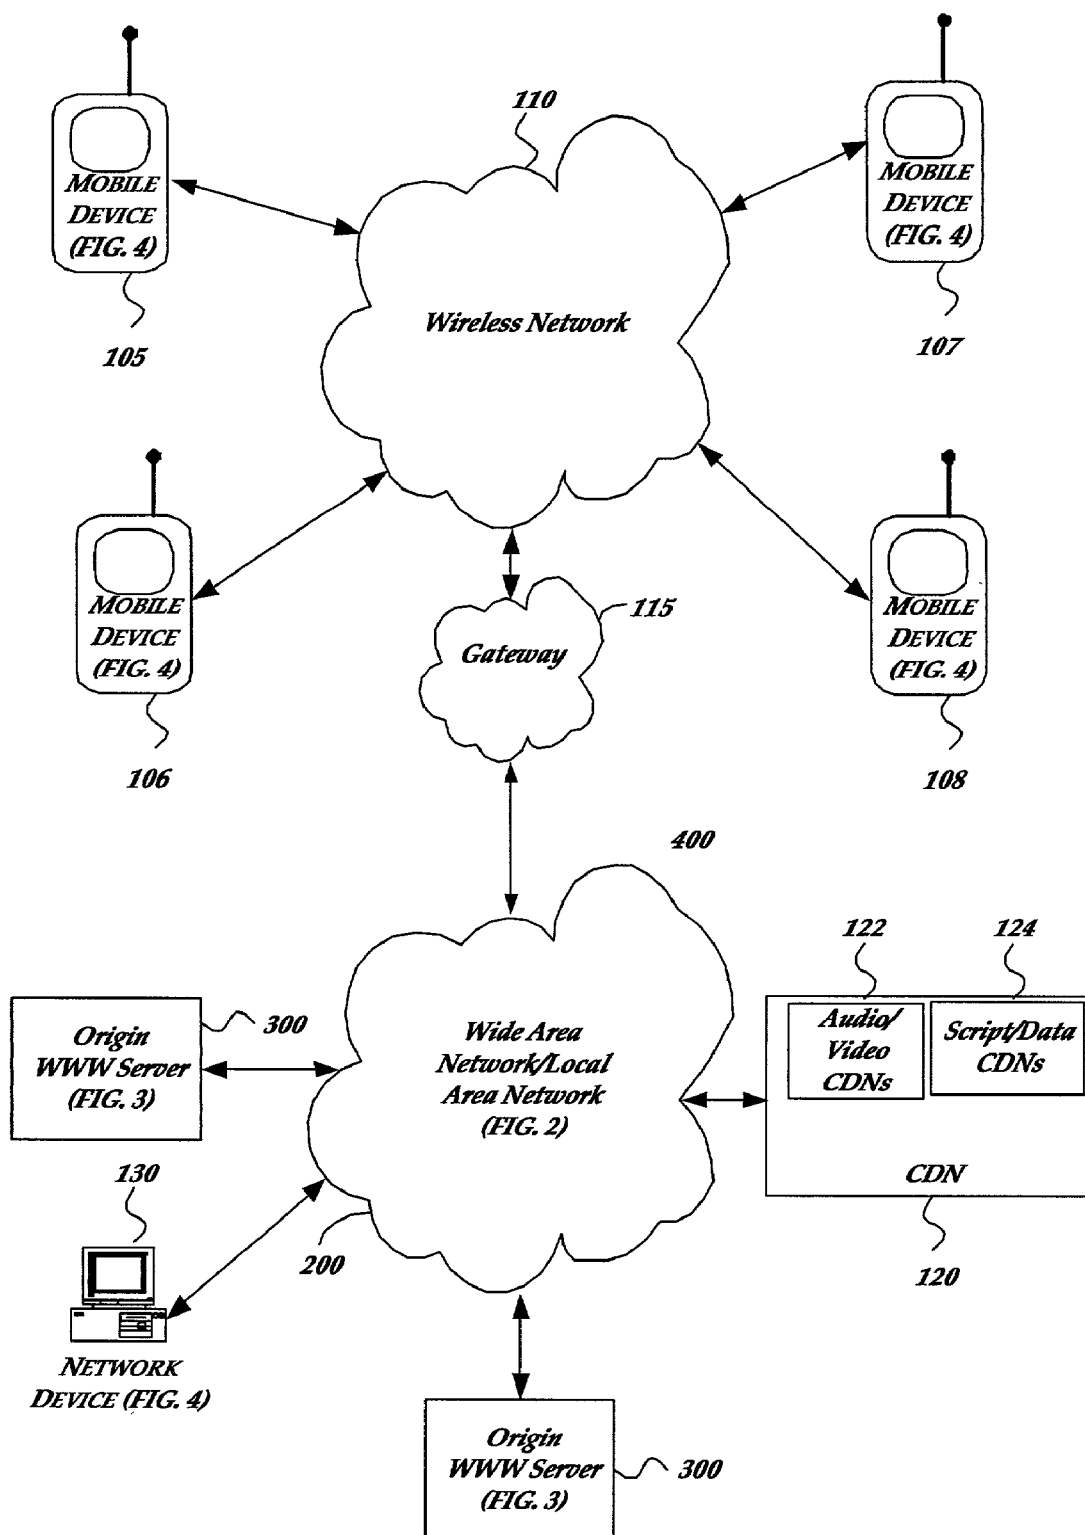 110
MOBILE
DEVICE
(FIG. 4)
105
MOBILE
DEVICE
(FIG. 4)
107
Wireless Network
MOBILE
DEVICE
(FIG. 4)
106
MOBILE
DEVICE
(FIG. 4)
108
115
Gateway
400
122
124
Origin
WWW Server
(FIG. 3)
300
Wide Area
Network/Local
Area Network
(FIG. 2)
Audio/
Video
CDNs
Script/Data
CDNs
CDN
120
130
200
NETWORK
DEVICE (FIG. 4)
Origin
WWW Server
(FIG. 3)
300